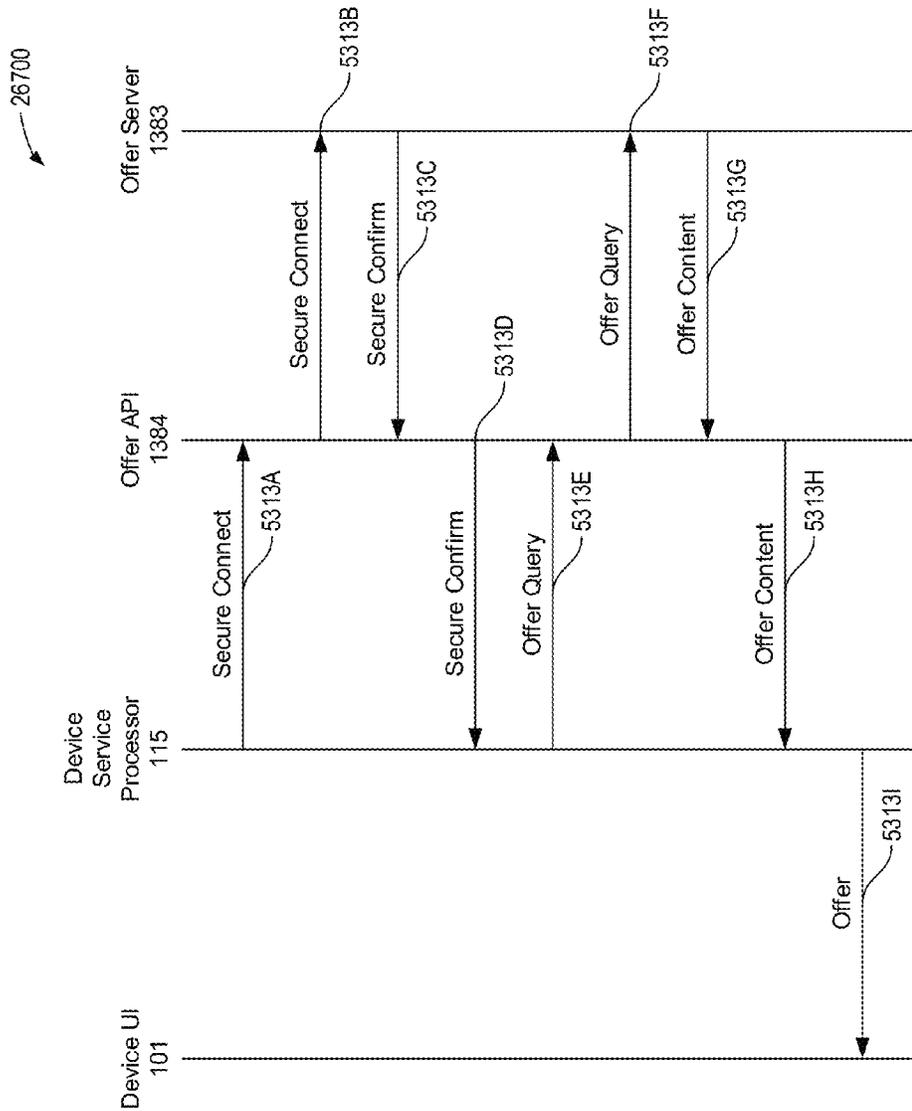 26700
Device UI
101
Device
Service
Processor
115
Offer API
1384
Offer Server
1383
Secure Connect
5313A
Secure Connect
5313B
Secure Confirm
5313C
Secure Confirm
5313D
Offer Query
5313E
Offer Query
5313F
Offer Content
5313G
Offer Content
5313H
Offer
5313I